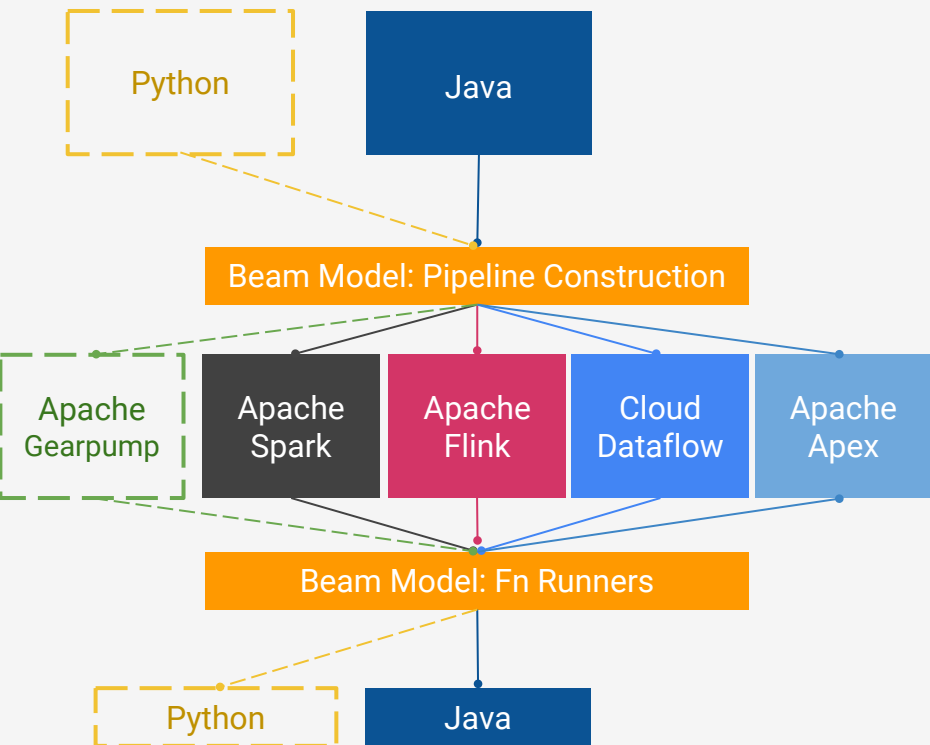 Python
Java
Beam Model: Pipeline Construction
Apache
Gearpump
Apache
Spark
Apache
Flink
Cloud
Dataflow
Apache
Apex
Beam Model: Fn Runners
Python
Java